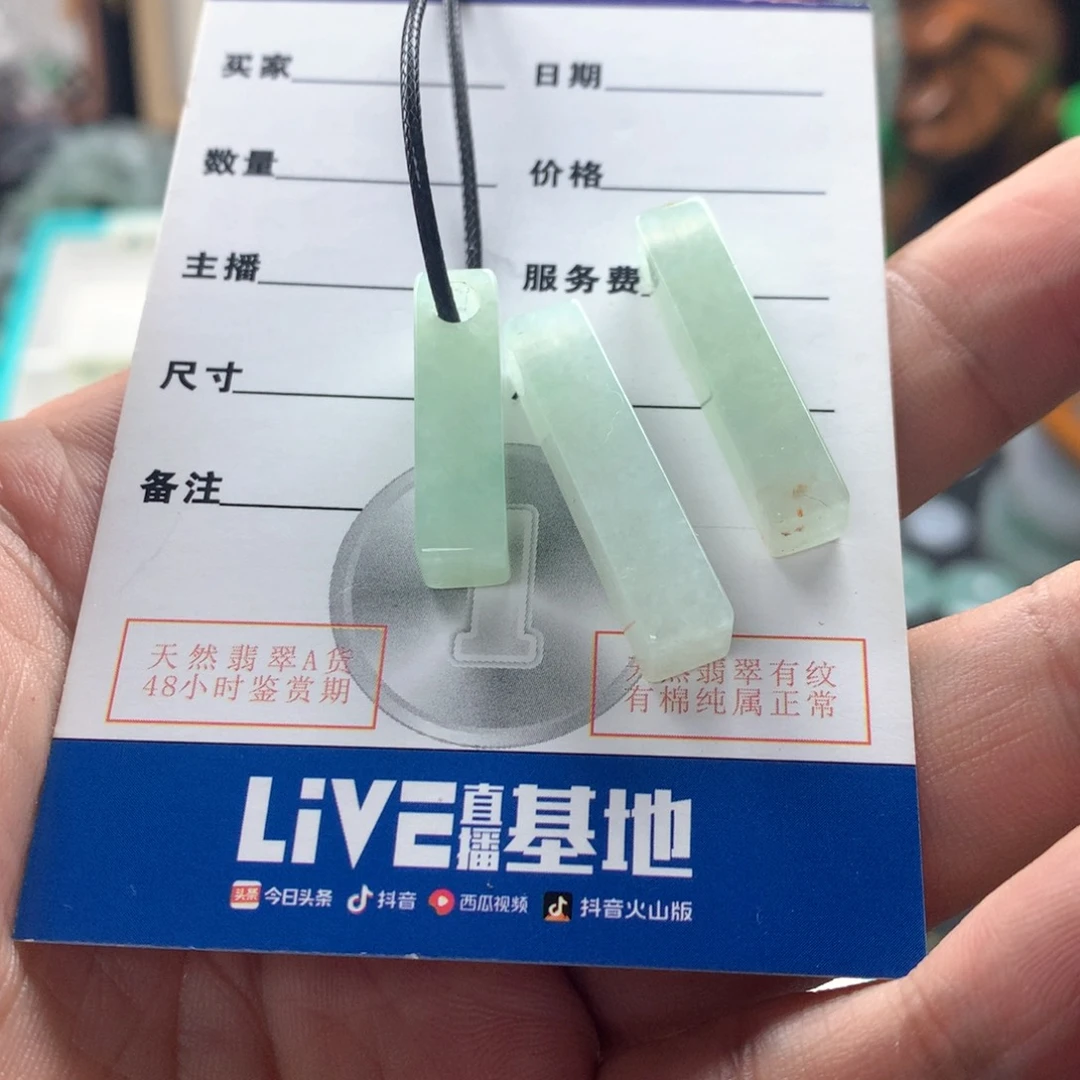 买家 日期
数量 价格
主播 服务费
尺寸
备注
天然翡翠A货
48小时鉴赏期
然翡翠有纹
有棉纯属正常
LiVE直播基地
头条 今日头条 抖音 西瓜视频 抖音火山版